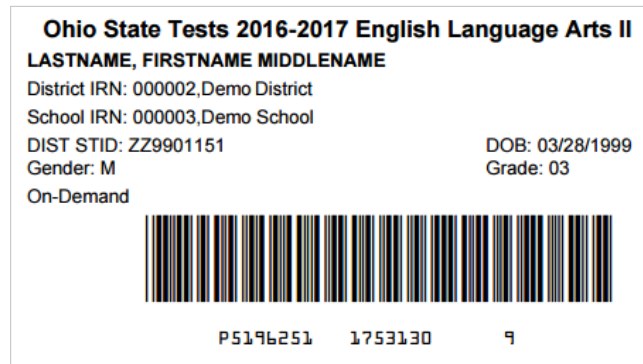 Ohio State Tests 2016-2017 English Language Arts II
LASTNAME, FIRSTNAME MIDDLENAME
District IRN: 000002,Demo District
School IRN: 000003,Demo School
DIST STID: ZZ9901151 DOB: 03/28/1999
Gender: M Grade: 03
On-Demand
P5196251 1753130 9